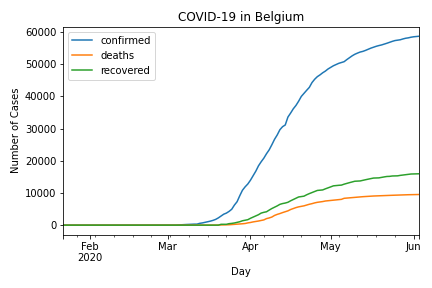 COVID-19 in Belgium
confirmed
deaths
recovered
60000
50000
40000
30000
20000
10000
0
Number of Cases
Feb
2020
Mar
Apr
May
Jun
Day